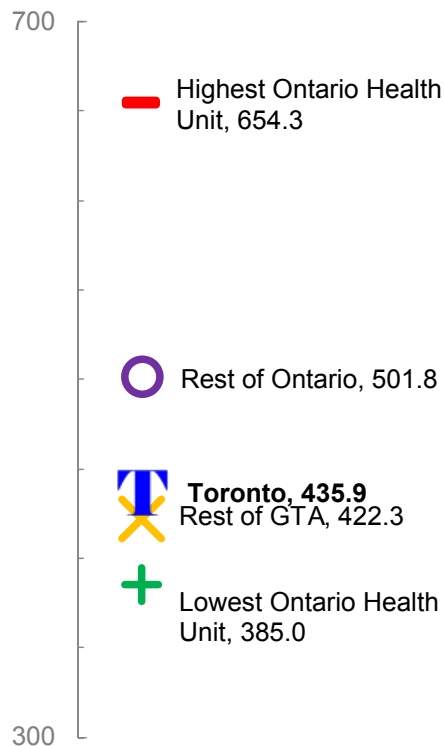 700
Highest Ontario Health
Unit, 654.3
Rest of Ontario, 501.8
T
Toronto, 435.9
Rest of GTA, 422.3
Lowest Ontario Health
Unit, 385.0
300